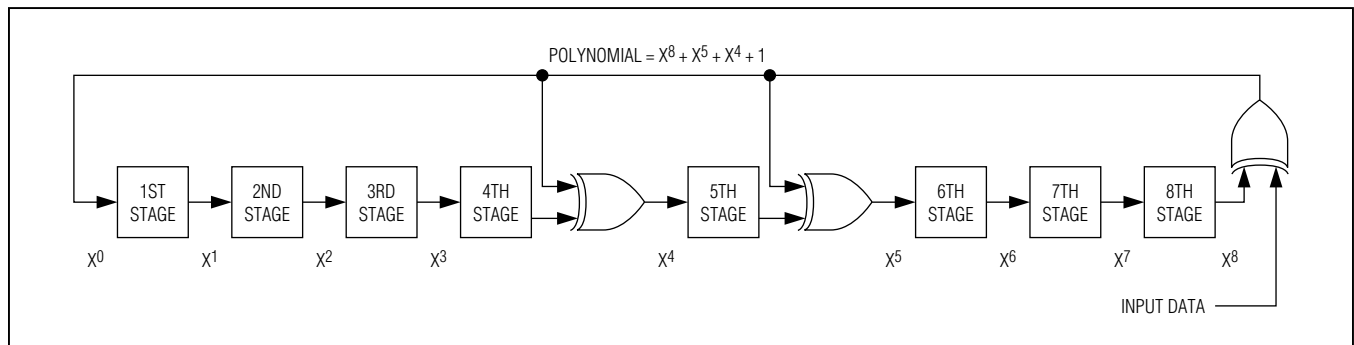 POLYNOMIAL = X⁸ + X⁵ + X⁴ + 1
1ST
STAGE
2ND
STAGE
3RD
STAGE
4TH
STAGE
5TH
STAGE
6TH
STAGE
7TH
STAGE
8TH
STAGE
X⁰
X¹
X²
X³
X⁴
X⁵
X⁶
X⁷
X⁸
INPUT DATA